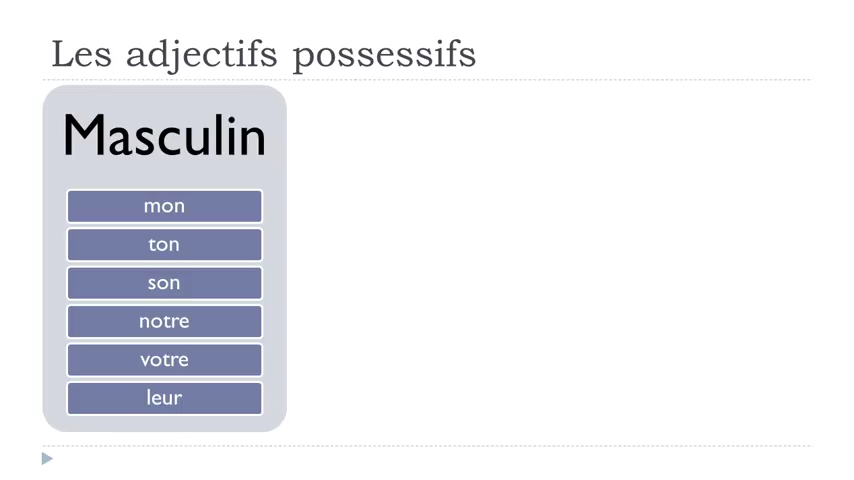 Les adjectifs possessifs
Masculin
mon
ton
son
notre
votre
leur